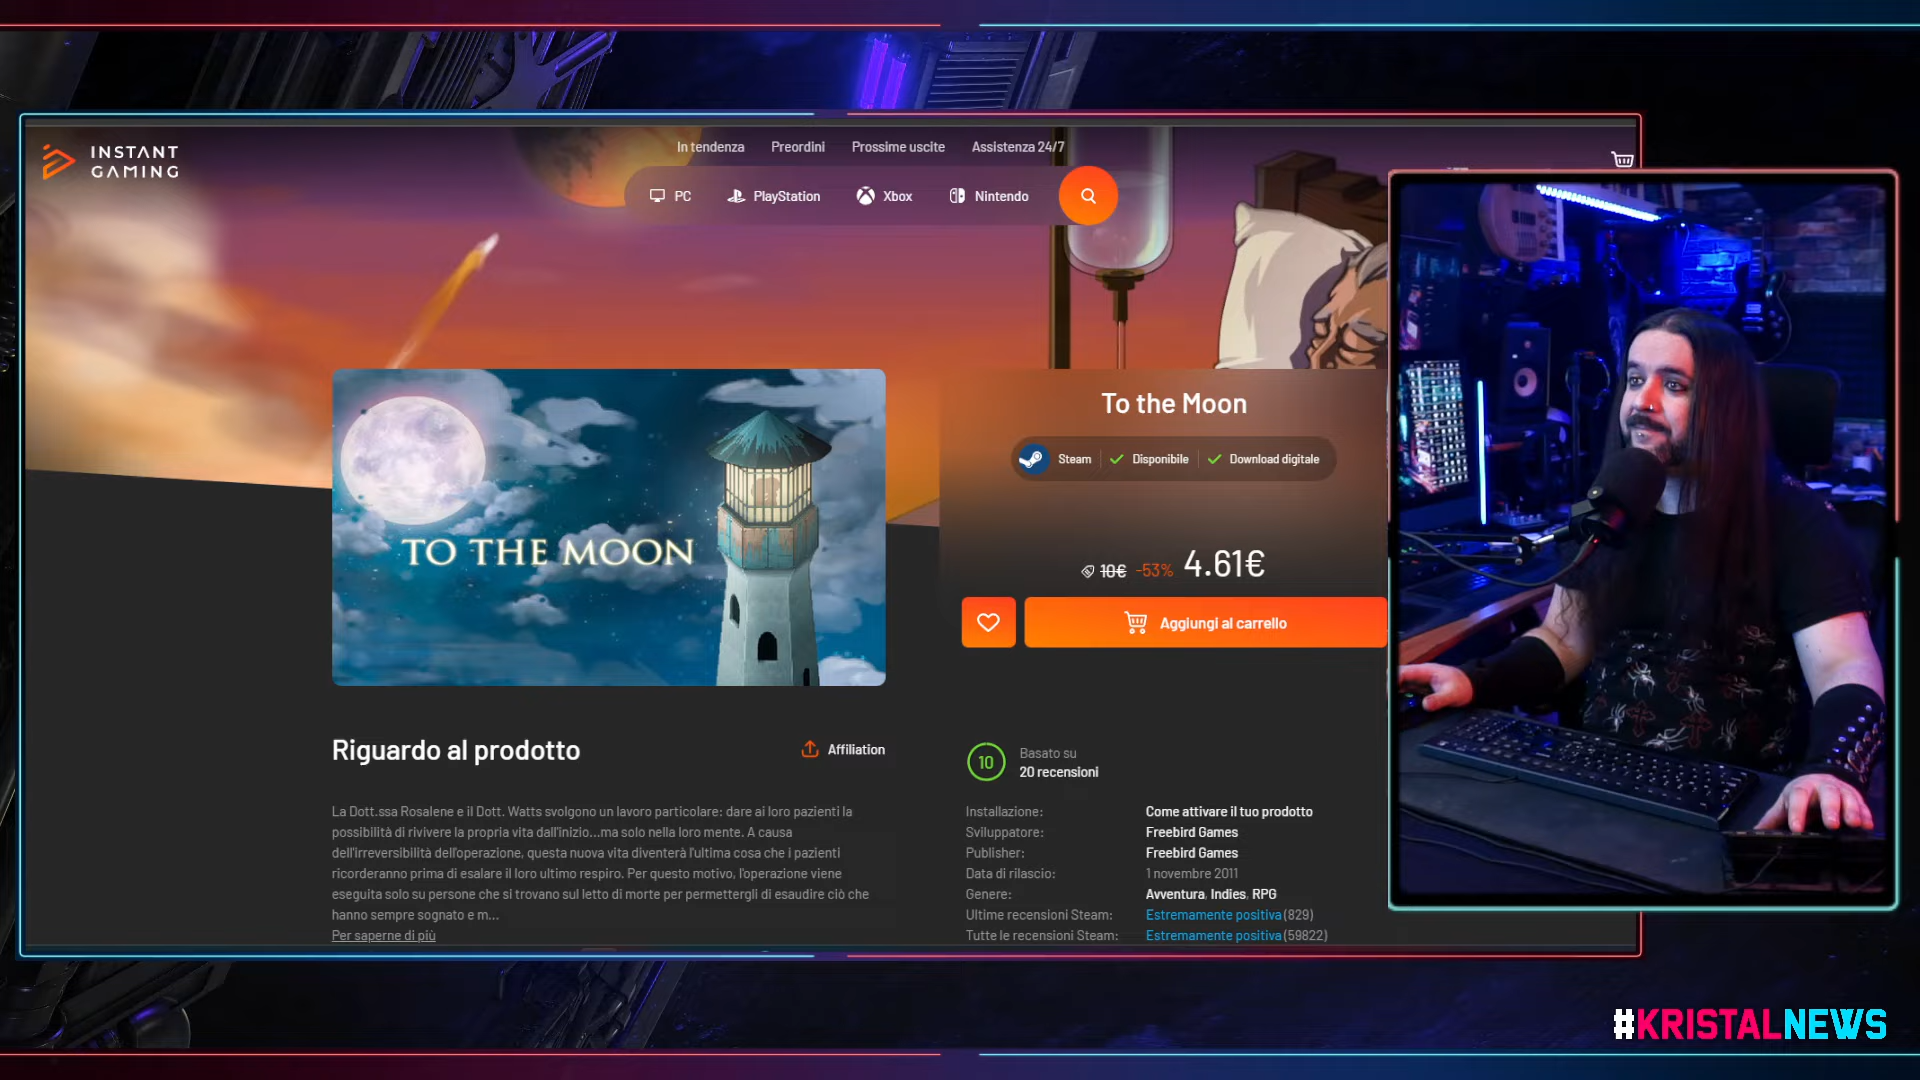 INSTANT
GAMING
In tendenza Preordini Prossime uscite Assistenza 24/7
PC PlayStation Xbox Nintendo
TO THE MOON
To the Moon
Steam Disponibile Download digitale
10€ -53% 4.61€
Aggiungi al carrello
Riguardo al prodotto
Affiliation
La Dott.ssa Rosalene e il Dott. Watts svolgono un lavoro particolare: dare ai loro pazienti la
possibilità di rivivere la propria vita dall'inizio...ma solo nella loro mente. A causa
dell'irreversibilità dell'operazione, questa nuova vita diventerà l'ultima cosa che i pazienti
ricorderanno prima di esalare il loro ultimo respiro. Per questo motivo, l'operazione viene
eseguita solo su persone che si trovano sul letto di morte per permettergli di esaudire ciò che
hanno sempre sognato e m...
Per saperne di più
10
Basato su
20 recensioni
Installazione: Come attivare il tuo prodotto
Sviluppatore: Freebird Games
Publisher: Freebird Games
Data di rilascio: 1 novembre 2011
Genere: Avventura, Indies, RPG
Ultime recensioni Steam: Estremamente positiva (829)
Tutte le recensioni Steam: Estremamente positiva (59822)
#KRISTALNEWS